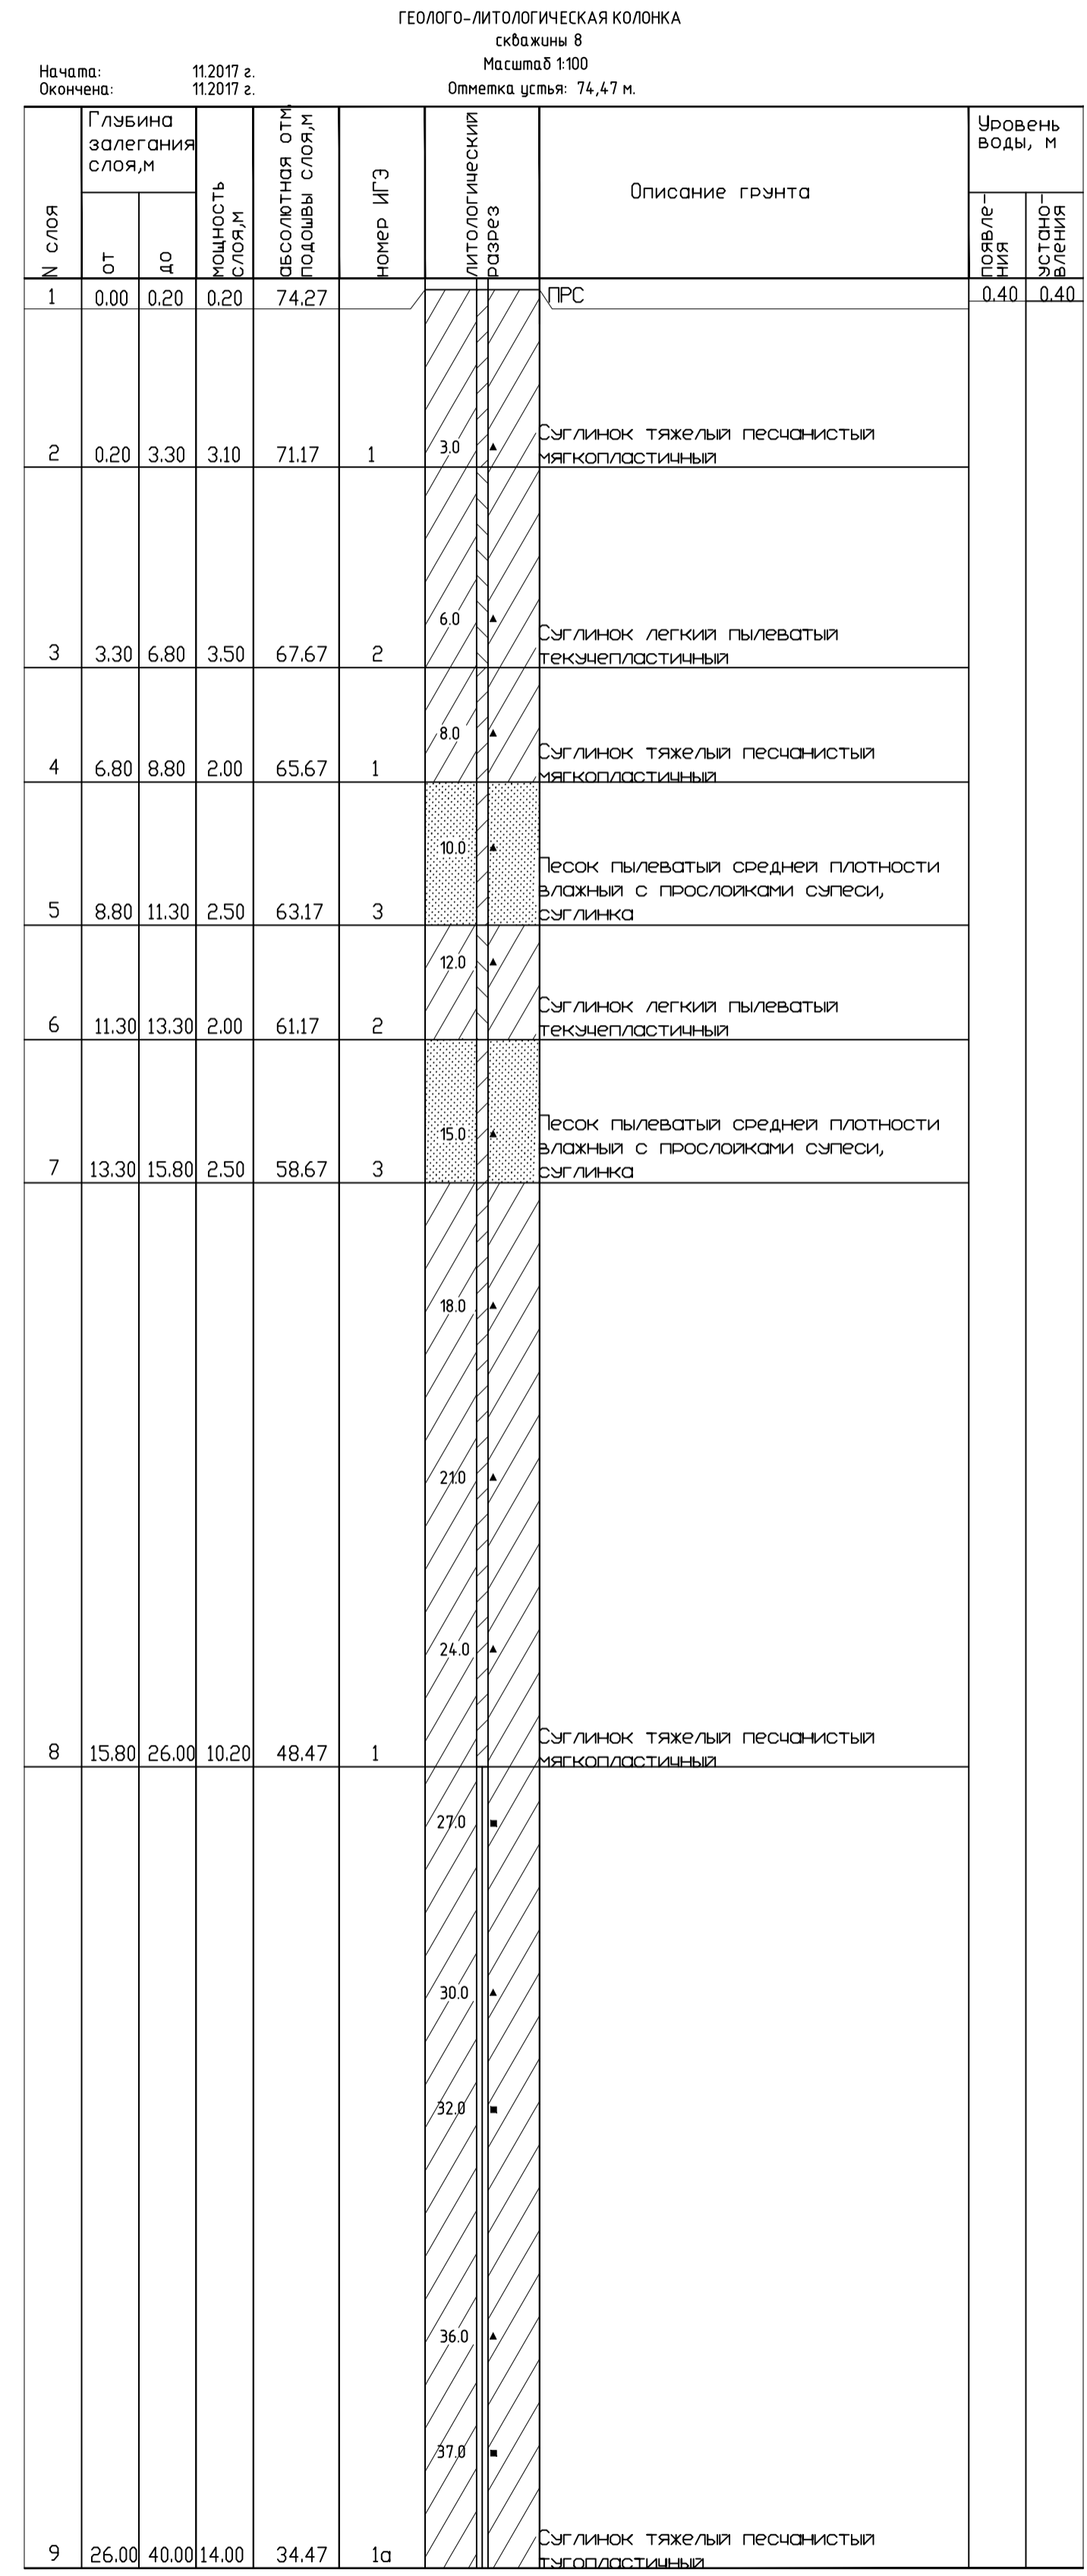 ГЕОЛОГО-ЛИТОЛОГИЧЕСКАЯ КОЛОНКА
скважины 8
Масштаб 1:100
Начата: 11.2017 г.
Окончена: 11.2017 г.
Отметка устья: 74,47 м.
N слоя
Глубина
залегания
слоя,м
от
до
мощность
слоя,м
абсолютная отм.
подошвы слоя,м
номер ИГЭ
литологический
разрез
Описание грунта
Уровень
воды, м
появле-
ния
устано-
вления
1 0.00 0.20 0.20 74.27 ПРС 0.40 0.40
3.0
Суглинок тяжелый песчанистый
2 0.20 3.30 3.10 71.17 1 мягкопластичный
6.0
Суглинок легкий пылеватый
3 3.30 6.80 3.50 67.67 2 текучепластичный
8.0
Суглинок тяжелый песчанистый
4 6.80 8.80 2.00 65.67 1 мягкопластичный
10.0
Песок пылеватый средней плотности
влажный с прослойками супеси,
5 8.80 11.30 2.50 63.17 3 суглинка
12.0
Суглинок легкий пылеватый
6 11.30 13.30 2.00 61.17 2 текучепластичный
15.0
Песок пылеватый средней плотности
влажный с прослойками супеси,
7 13.30 15.80 2.50 58.67 3 суглинка
18.0
21.0
24.0
Суглинок тяжелый песчанистый
8 15.80 26.00 10.20 48.47 1 мягкопластичный
27.0
30.0
32.0
36.0
37.0
Суглинок тяжелый песчанистый
9 26.00 40.00 14.00 34.47 1а тугопластичный